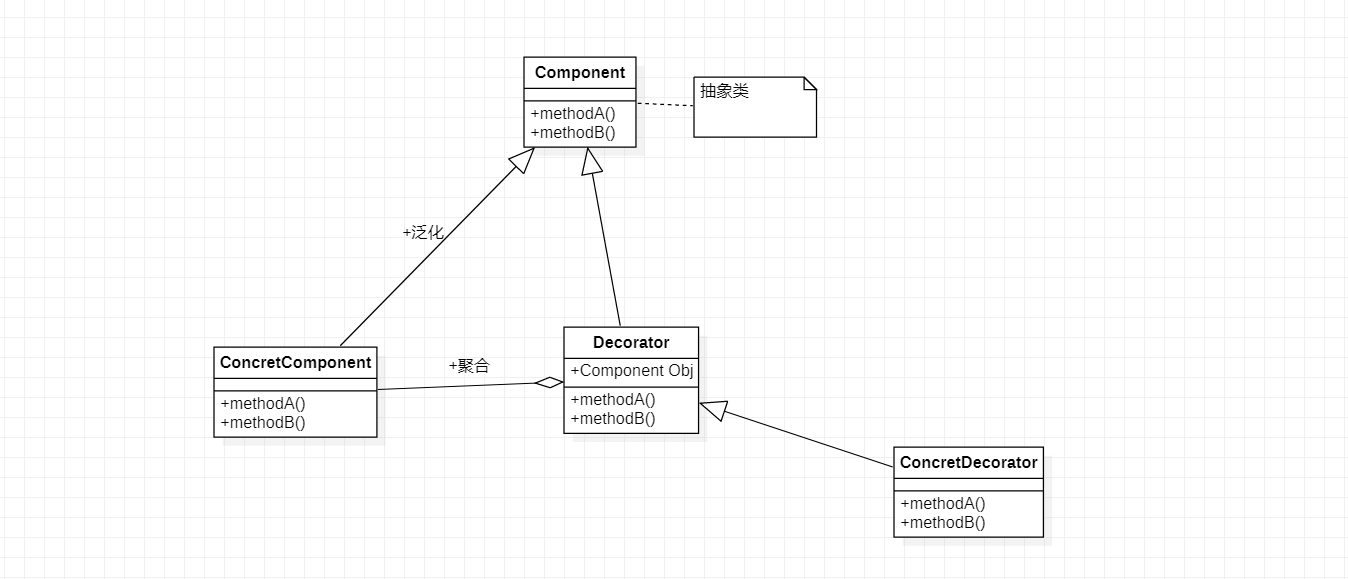 Component
+methodA()
+methodB()
抽象类
+泛化
ConcretComponent
+methodA()
+methodB()
+聚合
Decorator
+Component Obj
+methodA()
+methodB()
ConcretDecorator
+methodA()
+methodB()